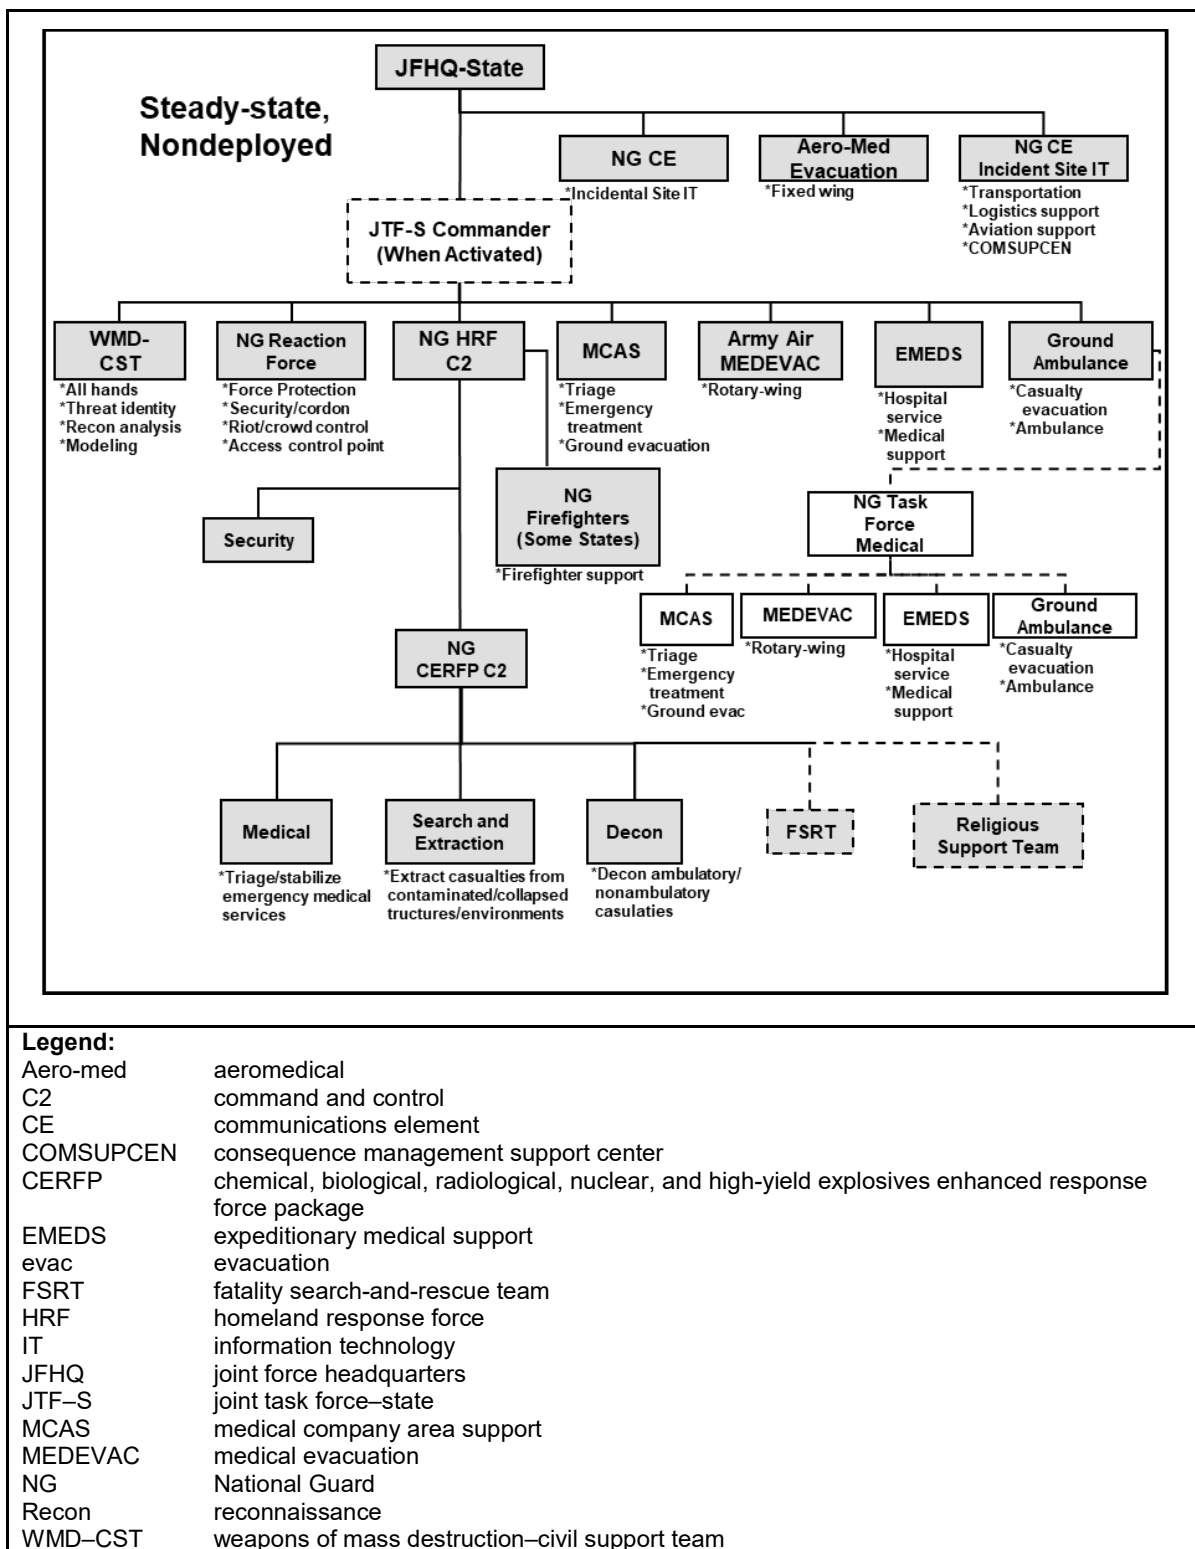 JFHQ-State
Steady-state,
Nondeployed
NG CE
*Incidental Site IT
Aero-Med
Evacuation
*Fixed wing
NG CE
Incident Site IT
*Transportation
*Logistics support
*Aviation support
*COMSUPCEN
JTF-S Commander
(When Activated)
WMD-
CST
*All hands
*Threat identity
*Recon analysis
*Modeling
NG Reaction
Force
*Force Protection
*Security/cordon
*Riot/crowd control
*Access control point
NG HRF
C2
MCAS
*Triage
*Emergency
treatment
*Ground evacuation
Army Air
MEDEVAC
*Rotary-wing
EMEDS
*Hospital
service
*Medical
support
Ground
Ambulance
*Casualty
evacuation
*Ambulance
Security
NG
Firefighters
(Some States)
*Firefighter support
NG Task
Force
Medical
MCAS
*Triage
*Emergency
treatment
*Ground evac
MEDEVAC
*Rotary-wing
EMEDS
*Hospital
service
*Medical
support
Ground
Ambulance
*Casualty
evacuation
*Ambulance
NG
CERFP C2
Medical
*Triage/stabilize
emergency medical
services
Search and
Extraction
*Extract casualties from
contaminated/collapsed
tructures/environments
Decon
*Decon ambulatory/
nonambulatory
casulaties
FSRT
Religious
Support Team
Legend:
Aero-med aeromedical
C2 command and control
CE communications element
COMSUPCEN consequence management support center
CERFP chemical, biological, radiological, nuclear, and high-yield explosives enhanced response
force package
EMEDS expeditionary medical support
evac evacuation
FSRT fatality search-and-rescue team
HRF homeland response force
IT information technology
JFHQ joint force headquarters
JTF–S joint task force–state
MCAS medical company area support
MEDEVAC medical evacuation
NG National Guard
Recon reconnaissance
WMD–CST weapons of mass destruction–civil support team